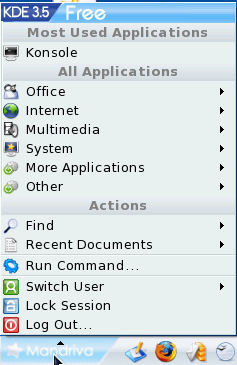 KDE 3.5 Free
Most Used Applications
Konsole
All Applications
Office
Internet
Multimedia
System
More Applications
Other
Actions
Find
Recent Documents
Run Command...
Switch User
Lock Session
Log Out...
Mandriva